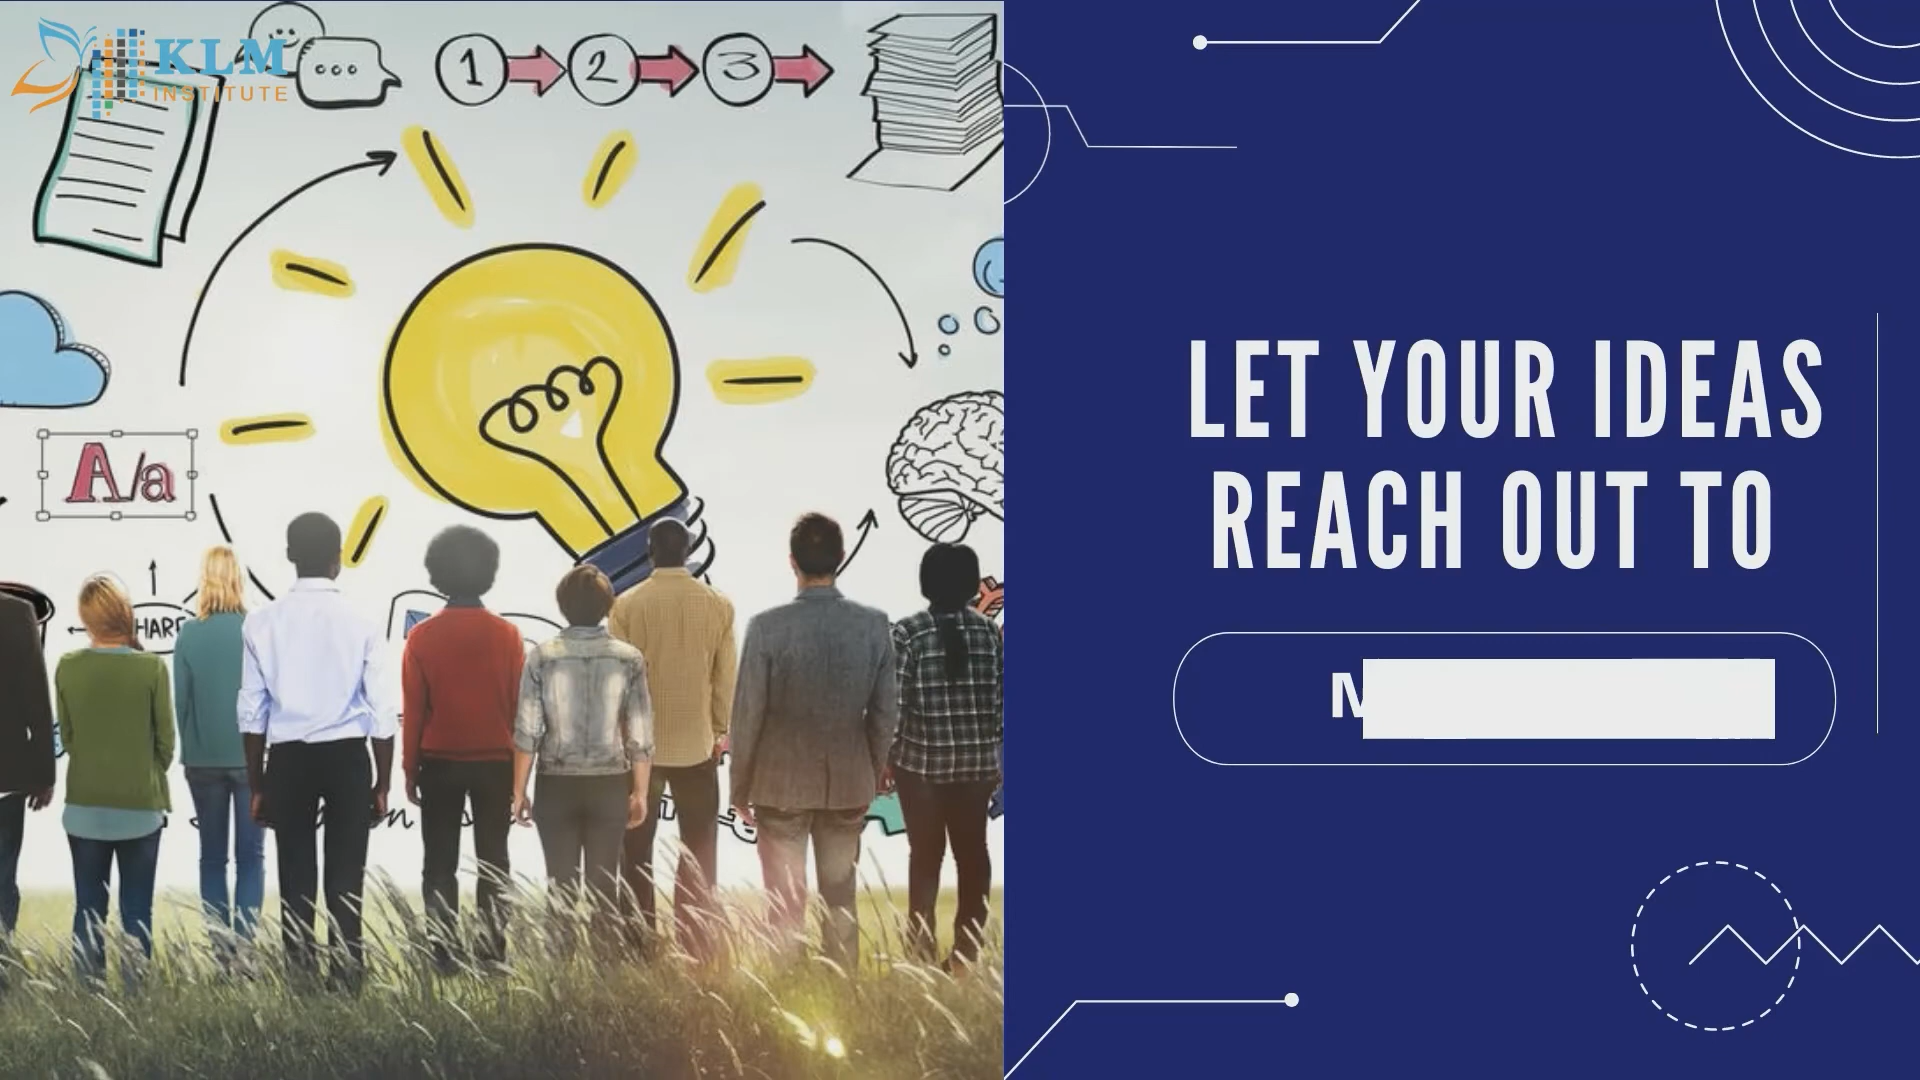 KLM
INSTITUTE
1 2 3
A/a
LET YOUR IDEAS
REACH OUT TO